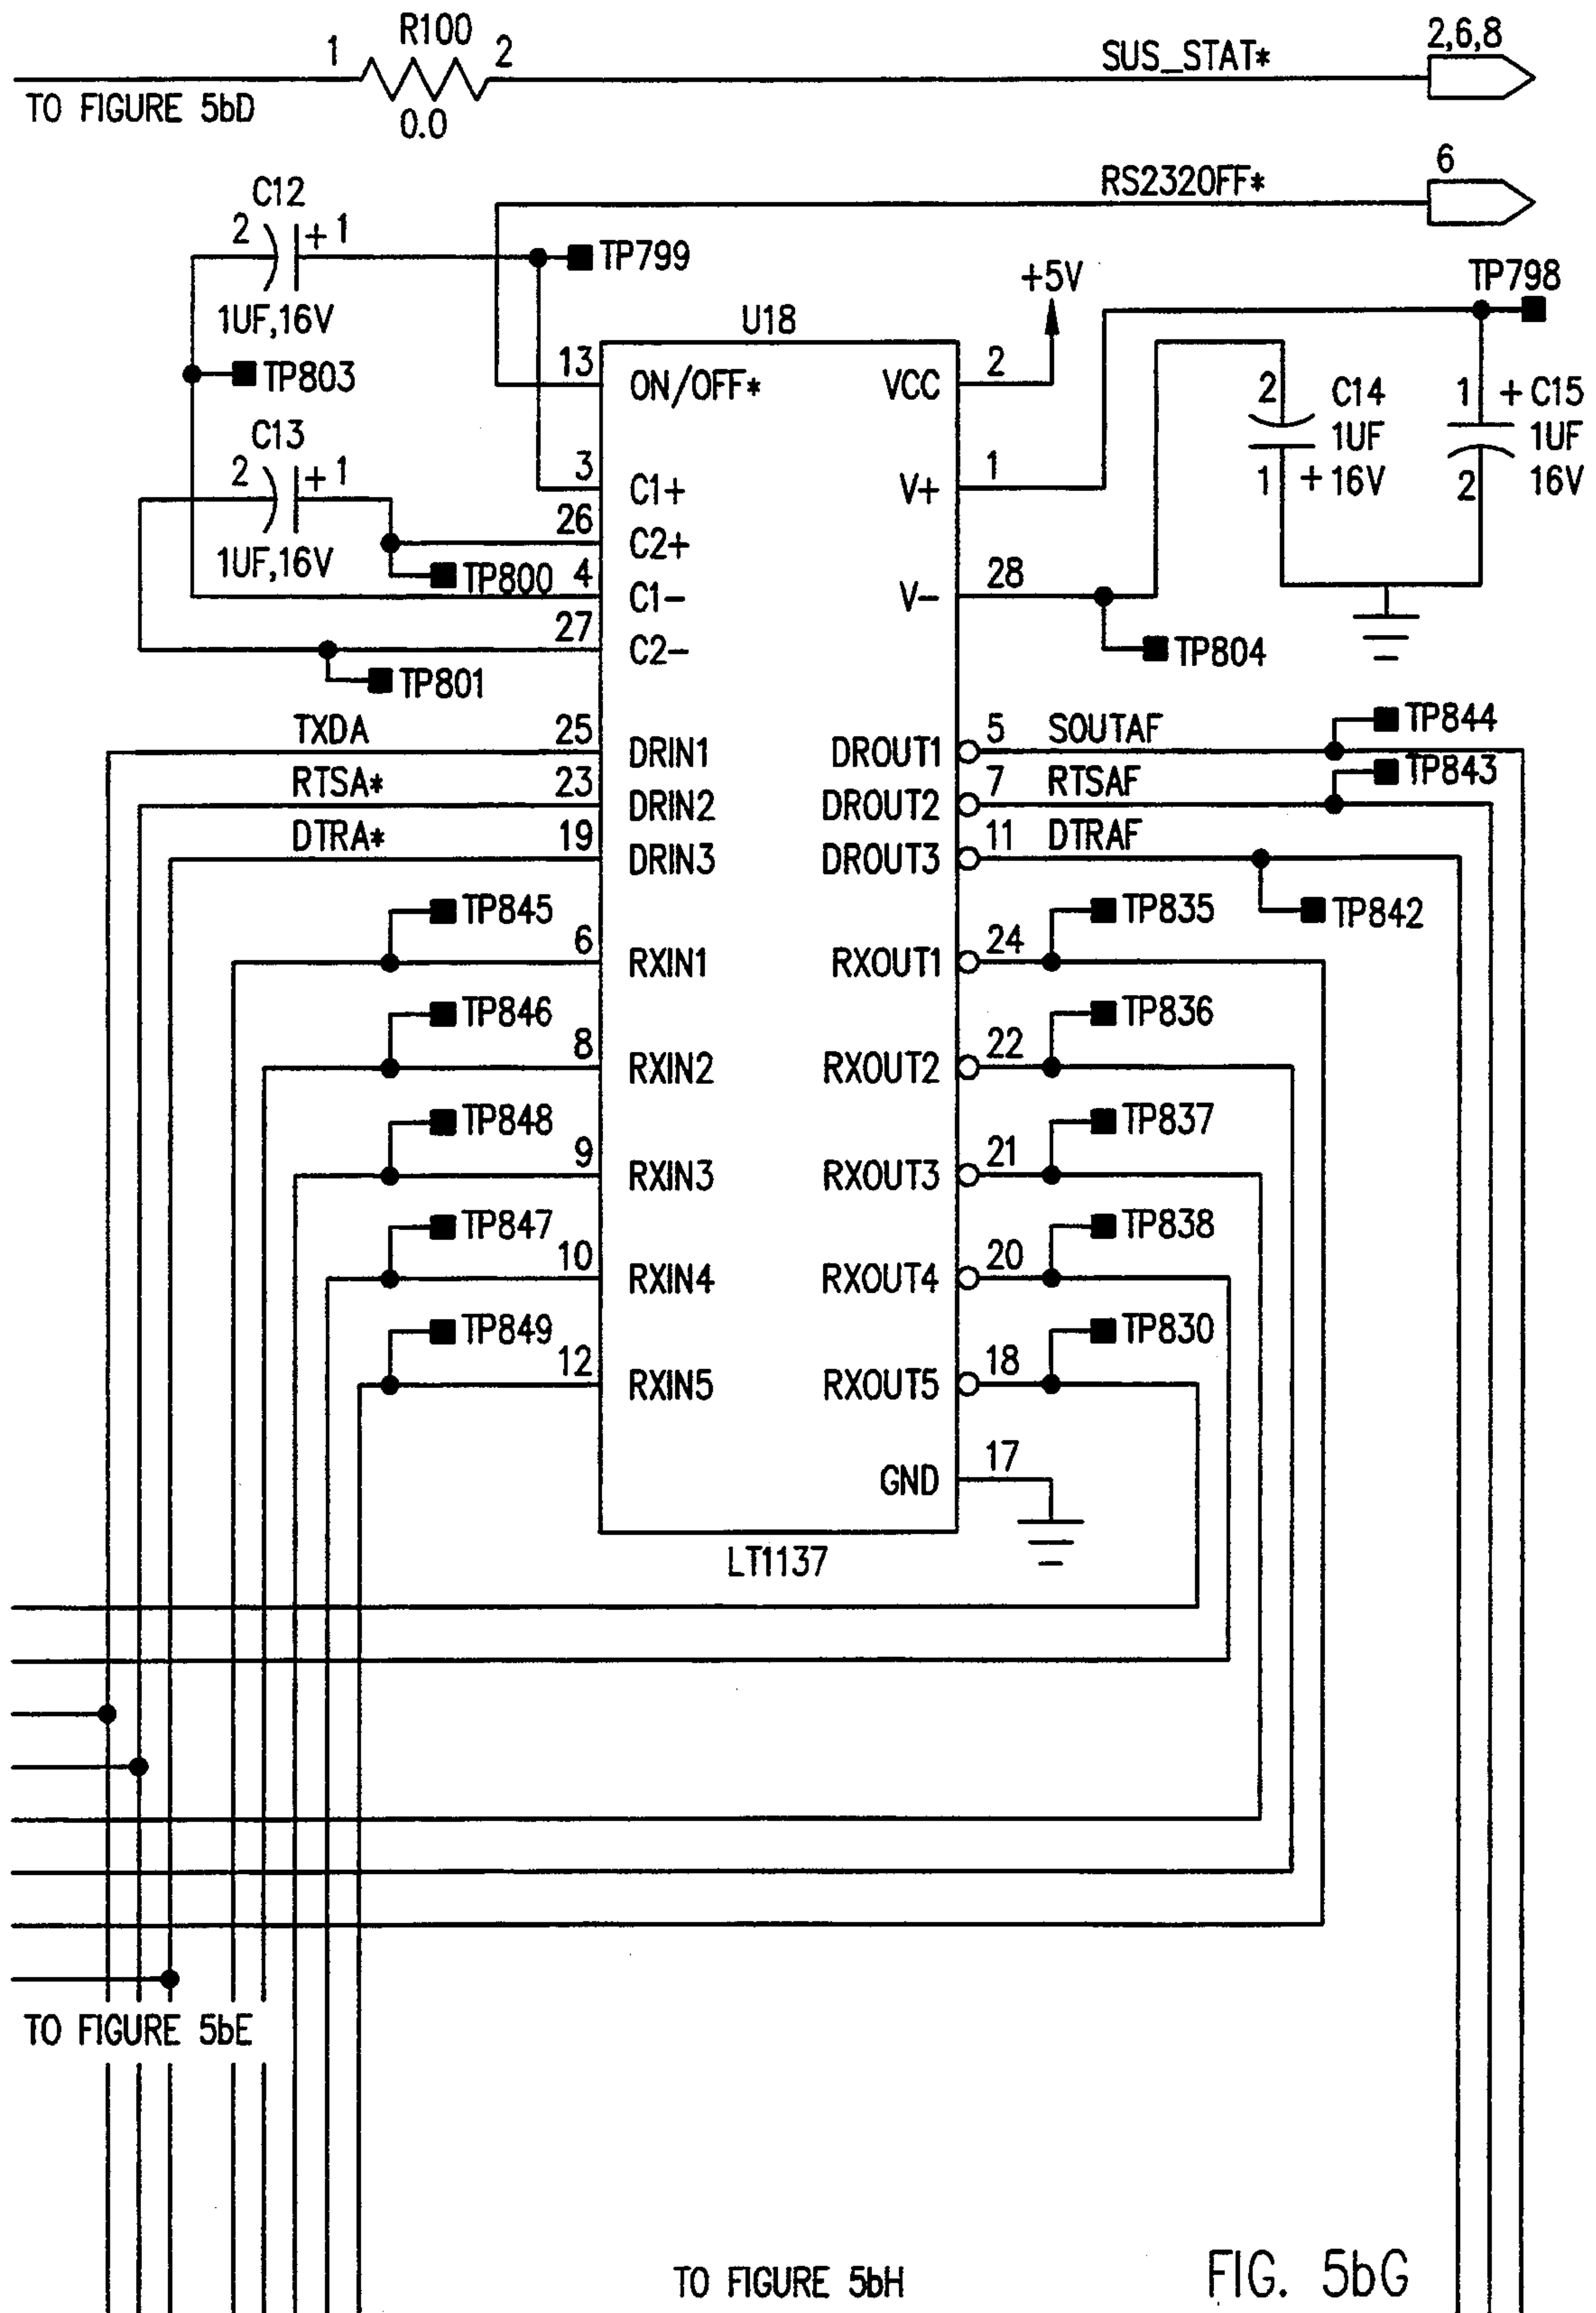 R100
1
2
SUS_STAT*
2,6,8
TO FIGURE 5bD
0.0
RS232OFF*
6
C12
2
+1
TP799
1UF,16V
+5V
TP798
U18
TP803
13
ON/OFF*
VCC
2
2
C14
1UF
1
+16V
1
+C15
1UF
2
16V
C13
2
+1
1UF,16V
3
C1+
V+
1
26
C2+
TP800
4
C1-
V-
28
27
C2-
TP804
TP801
TXDA
25
DRIN1
DROUT1
5
SOUTAF
TP844
RTSA*
23
DRIN2
DROUT2
7
RTSAF
TP843
DTRA*
19
DRIN3
DROUT3
11
DTRAF
TP842
TP845
6
RXIN1
RXOUT1
24
TP835
TP846
8
RXIN2
RXOUT2
22
TP836
TP848
9
RXIN3
RXOUT3
21
TP837
TP847
10
RXIN4
RXOUT4
20
TP838
TP849
12
RXIN5
RXOUT5
18
TP830
GND
17
LT1137
TO FIGURE 5bE
TO FIGURE 5bH
FIG. 5bG